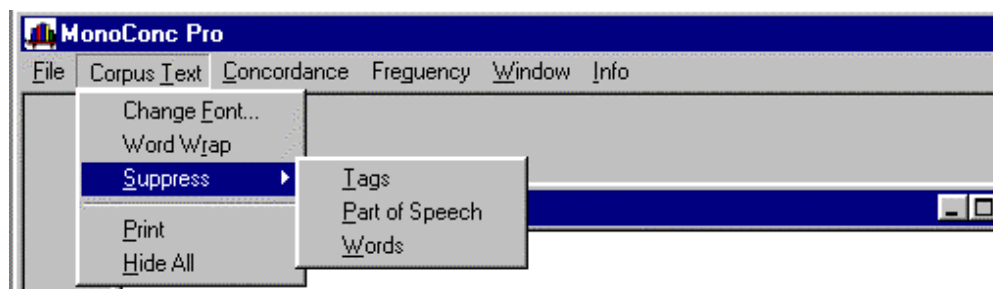 MonoConc Pro
File Corpus Text Concordance Freguency Window Info
Change Font...
Word Wrap
Suppress
Tags
Part of Speech
Words
Print
Hide All